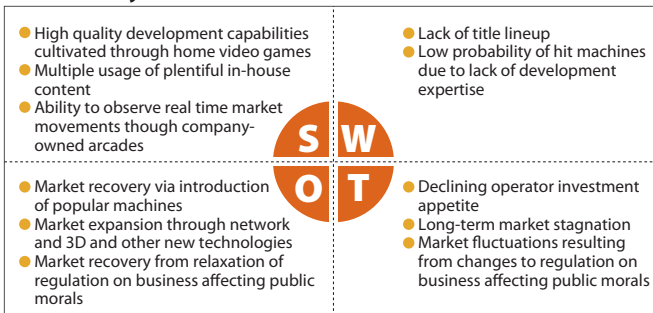 High quality development capabilities
cultivated through home video games
Multiple usage of plentiful in-house
content
Ability to observe real time market
movements though company-
owned arcades
Lack of title lineup
Low probability of hit machines
due to lack of development
expertise
S W
O T
Market recovery via introduction
of popular machines
Market expansion through network
and 3D and other new technologies
Market recovery from relaxation of
regulation on business affecting public
morals
Declining operator investment
appetite
Long-term market stagnation
Market fluctuations resulting
from changes to regulation on
business affecting public morals